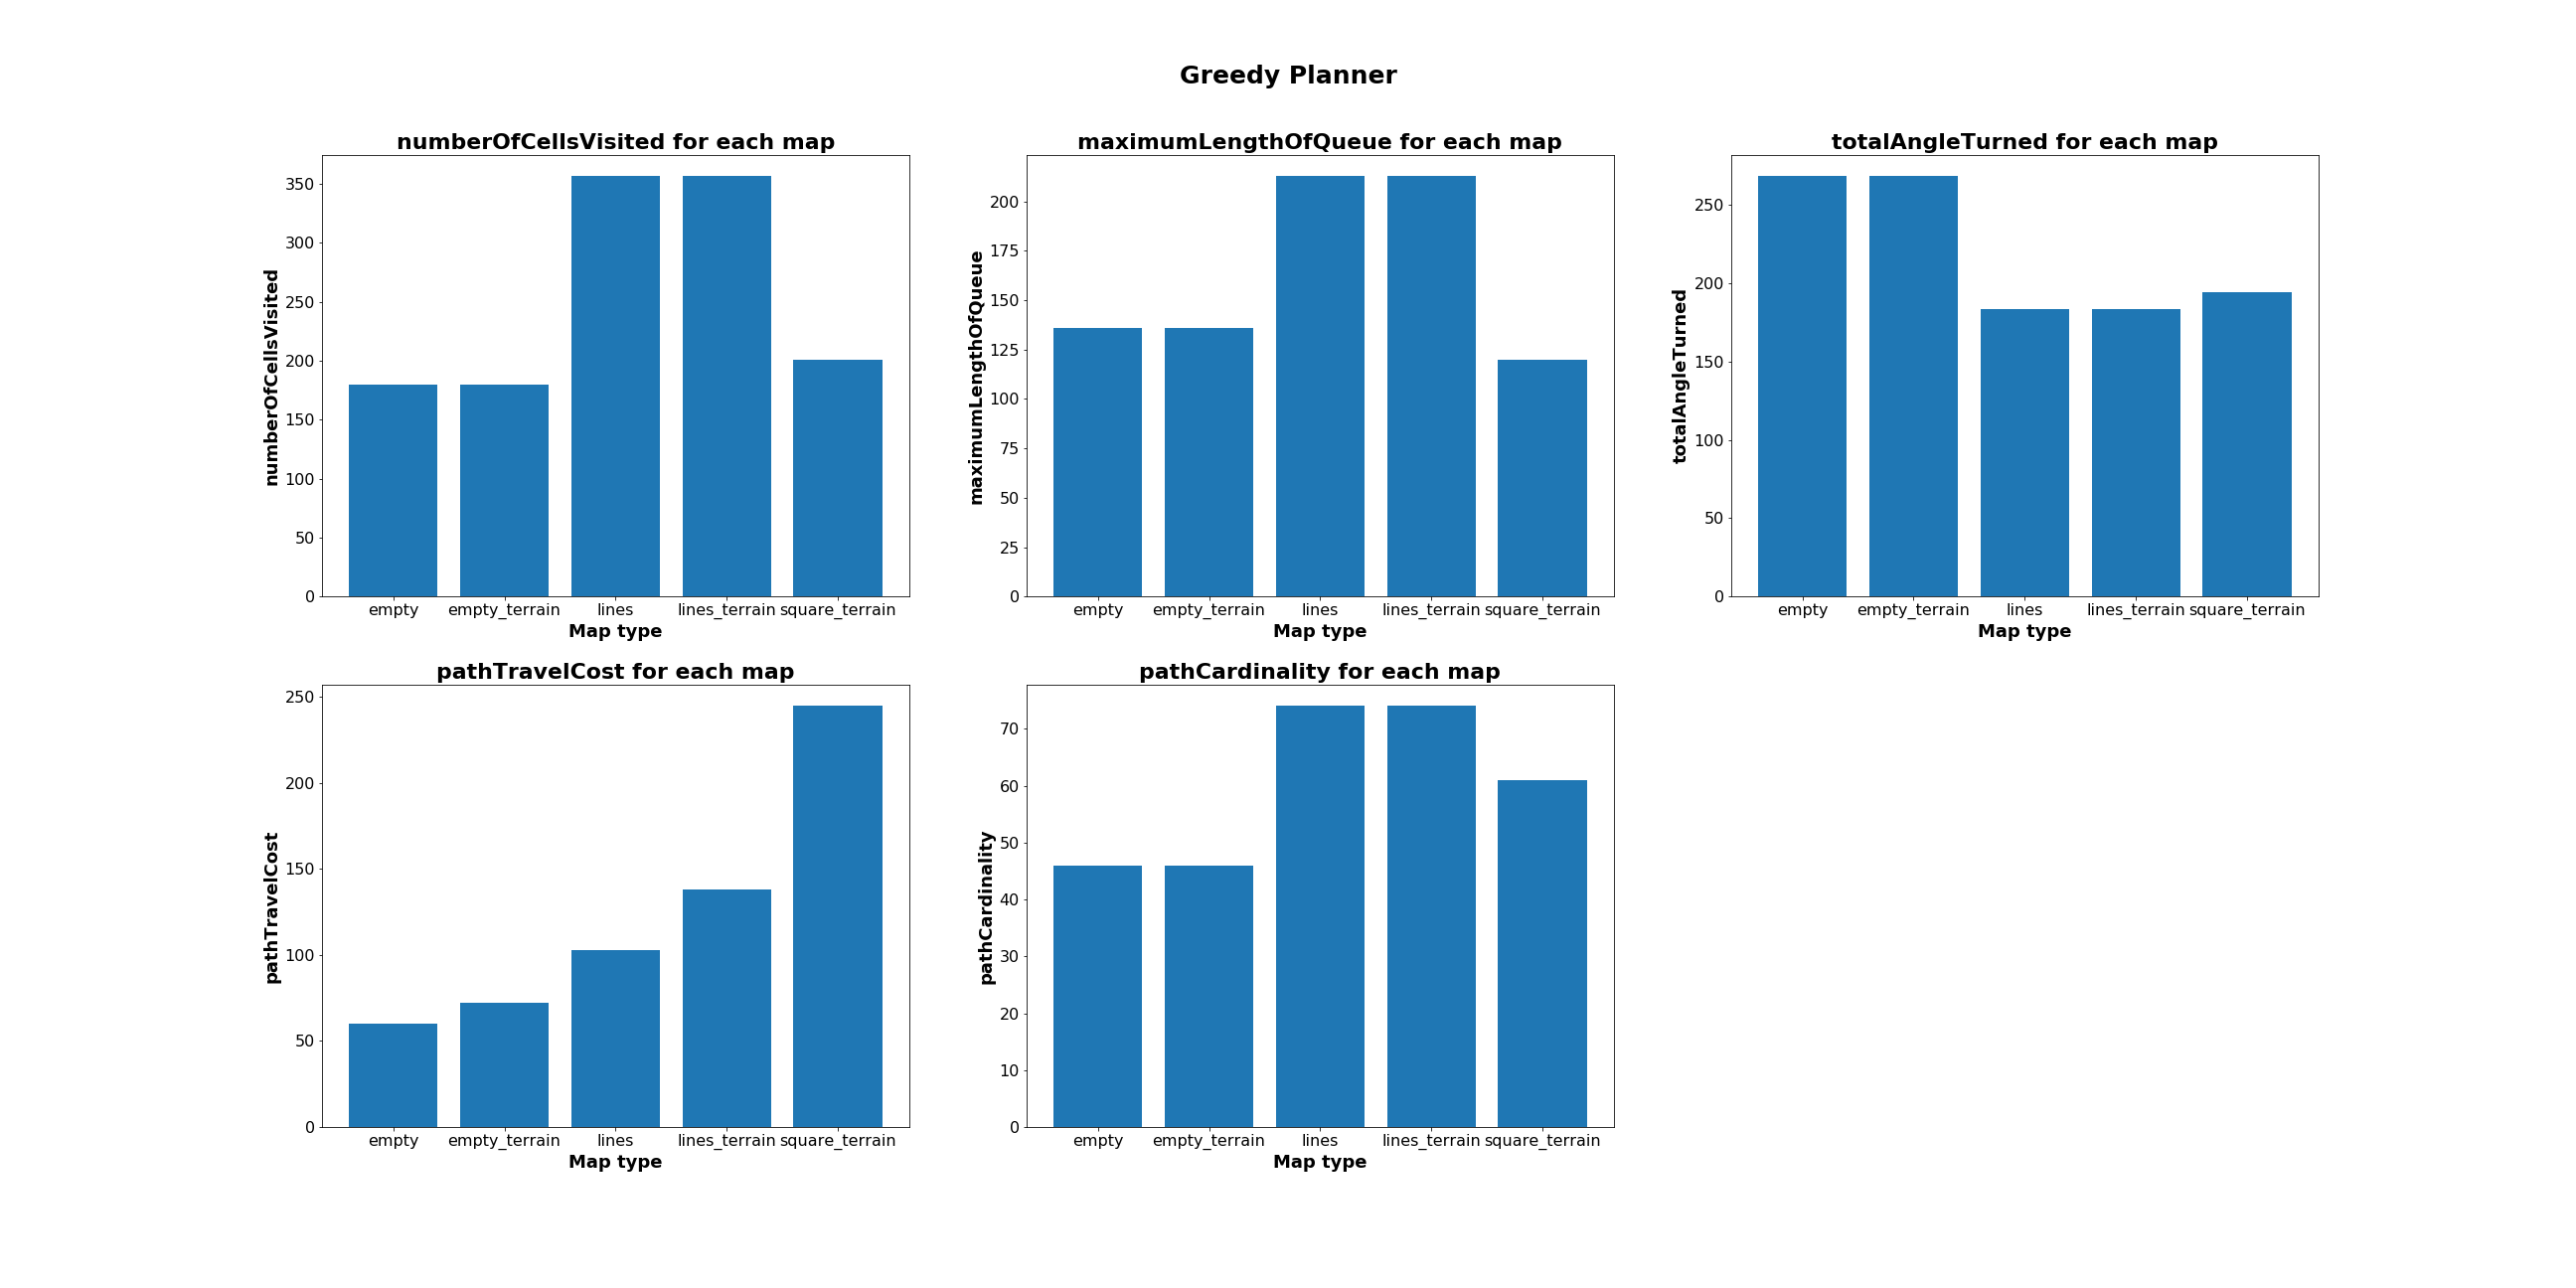 Greedy Planner
numberOfCellsVisited for each map
numberOfCellsVisited
350
300
250
200
150
100
50
0
empty empty_terrain lines lines_terrain square_terrain
Map type
maximumLengthOfQueue for each map
maximumLengthOfQueue
200
175
150
125
100
75
50
25
0
empty empty_terrain lines lines_terrain square_terrain
Map type
totalAngleTurned for each map
totalAngleTurned
250
200
150
100
50
0
empty empty_terrain lines lines_terrain square_terrain
Map type
pathTravelCost for each map
pathTravelCost
250
200
150
100
50
0
empty empty_terrain lines lines_terrain square_terrain
Map type
pathCardinality for each map
pathCardinality
70
60
50
40
30
20
10
0
empty empty_terrain lines lines_terrain square_terrain
Map type